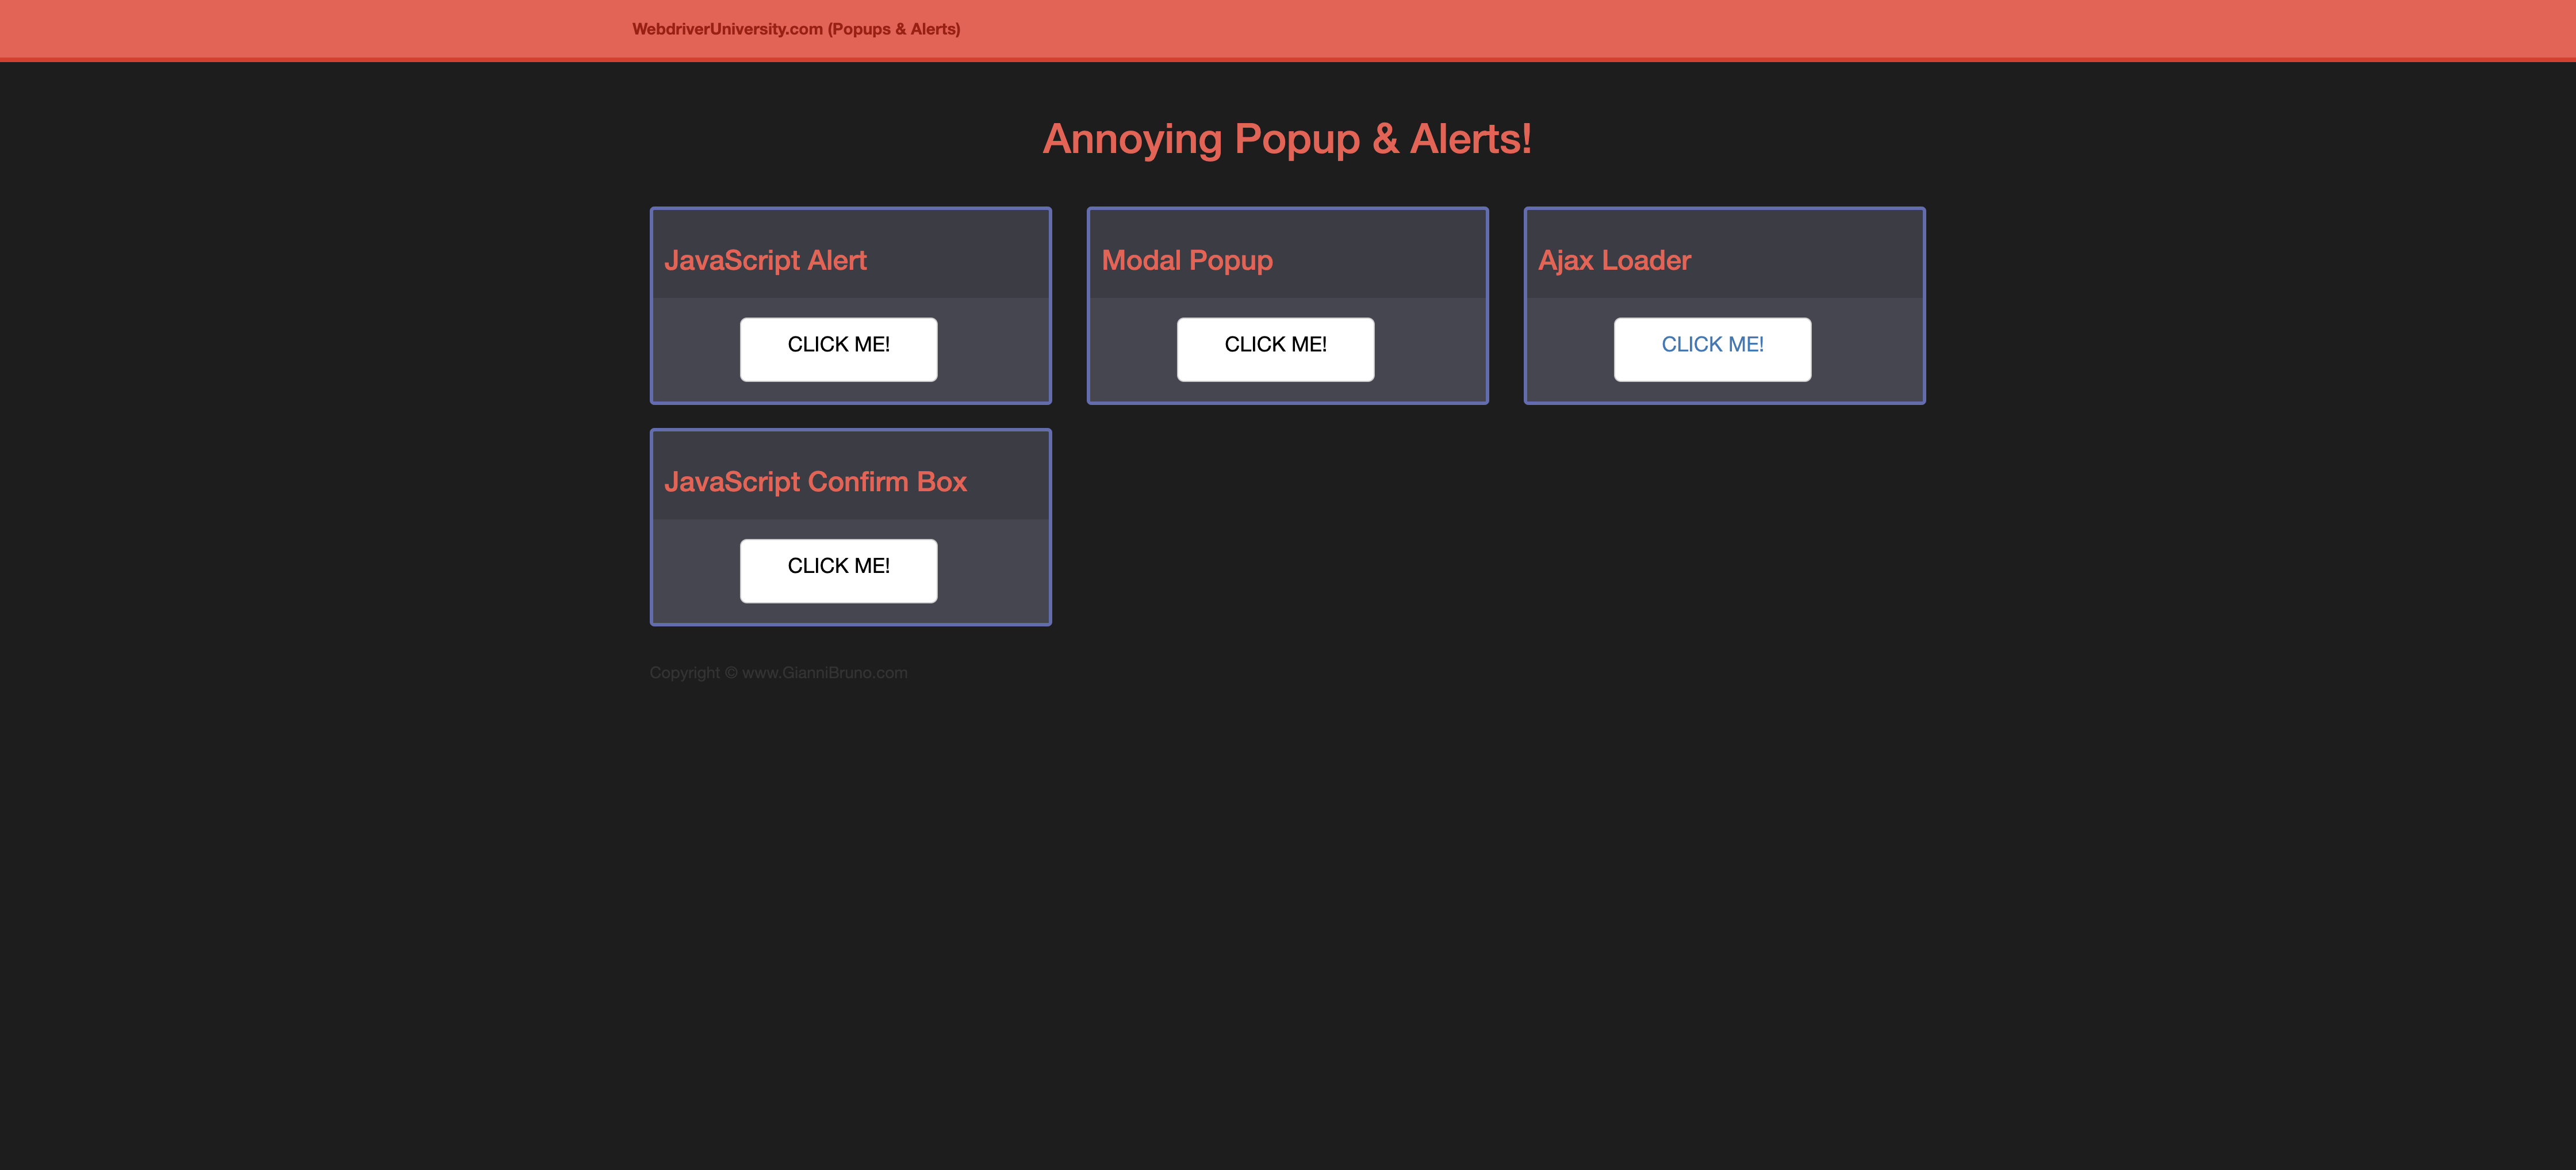 WebdriverUniversity.com (Popups & Alerts)
Annoying Popup & Alerts!
JavaScript Alert
CLICK ME!
Modal Popup
CLICK ME!
Ajax Loader
CLICK ME!
JavaScript Confirm Box
CLICK ME!
Copyright © www.GianniBruno.com